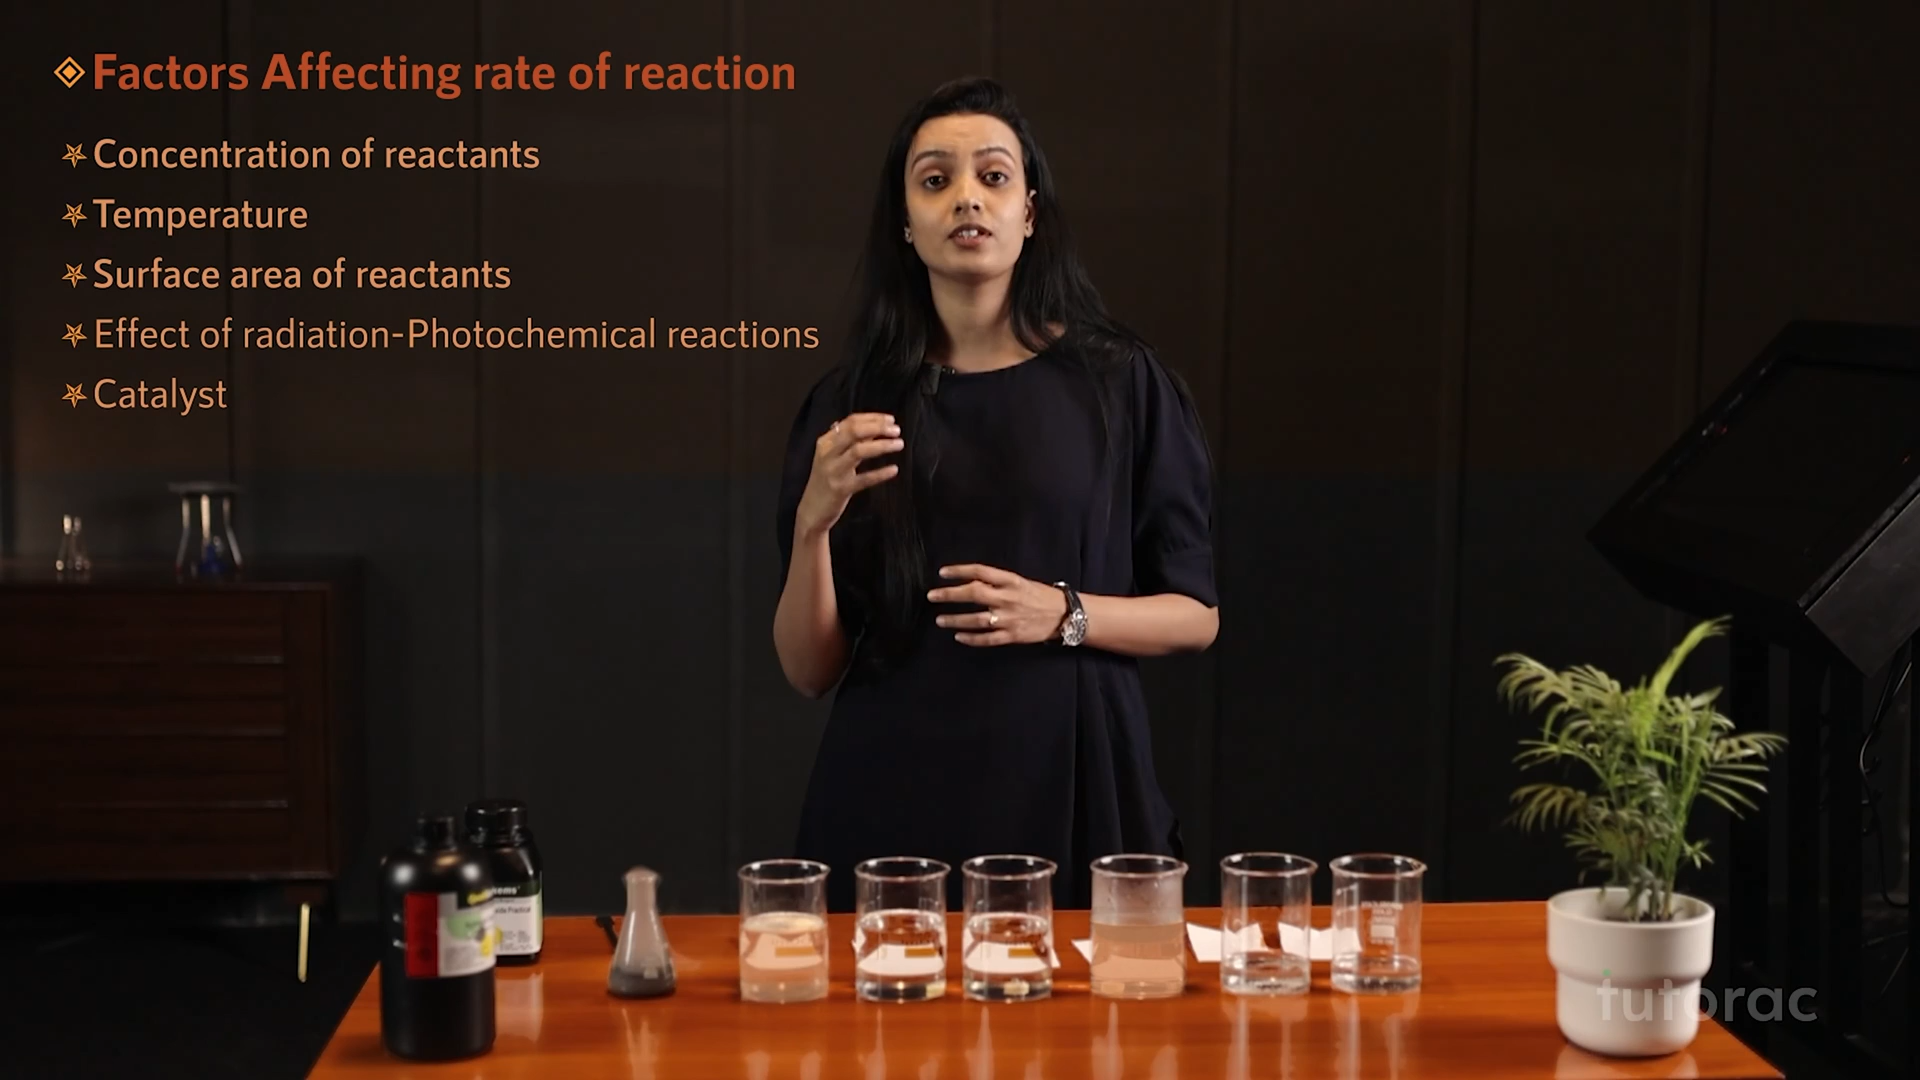 Factors Affecting rate of reaction
Concentration of reactants
Temperature
Surface area of reactants
Effect of radiation-Photochemical reactions
Catalyst
tutorac